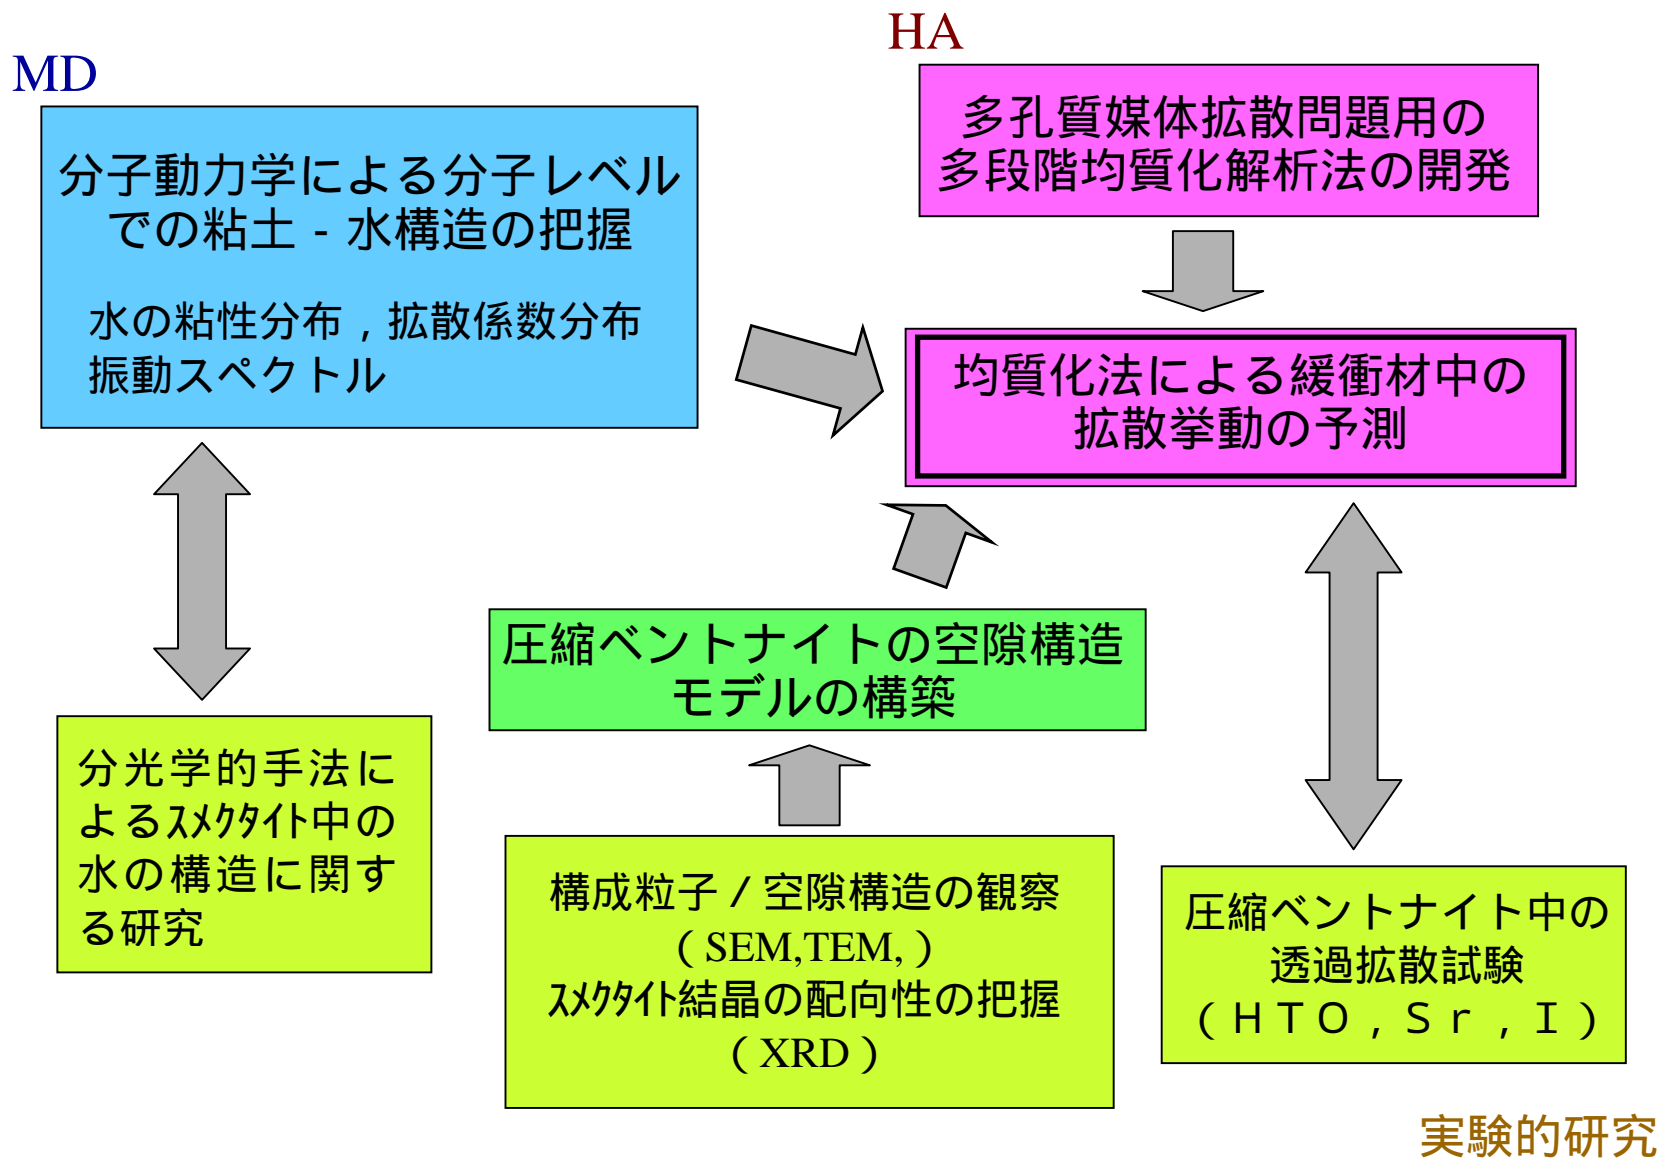 MD
分子動力学による分子レベル
での粘土 - 水構造の把握
水の粘性分布，拡散係数分布
振動スペクトル
HA
多孔質媒体拡散問題用の
多段階均質化解析法の開発
均質化法による緩衝材中の
拡散挙動の予測
圧縮ベントナイトの空隙構造
モデルの構築
分光学的手法に
よるｽﾒｸﾀｲﾄ中の
水の構造に関す
る研究
構成粒子／空隙構造の観察
（SEM,TEM,）
ｽﾒｸﾀｲﾄ結晶の配向性の把握
（XRD）
圧縮ベントナイト中の
透過拡散試験
（ＨＴＯ，Ｓｒ，Ｉ）
実験的研究